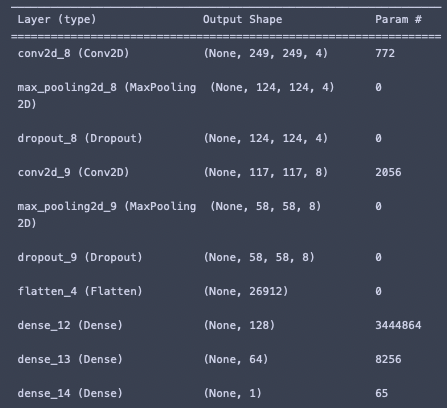 Layer (type) Output Shape Param #
conv2d_8 (Conv2D) (None, 249, 249, 4) 772
max_pooling2d_8 (MaxPooling (None, 124, 124, 4) 0
2D)
dropout_8 (Dropout) (None, 124, 124, 4) 0
conv2d_9 (Conv2D) (None, 117, 117, 8) 2056
max_pooling2d_9 (MaxPooling (None, 58, 58, 8) 0
2D)
dropout_9 (Dropout) (None, 58, 58, 8) 0
flatten_4 (Flatten) (None, 26912) 0
dense_12 (Dense) (None, 128) 3444864
dense_13 (Dense) (None, 64) 8256
dense_14 (Dense) (None, 1) 65